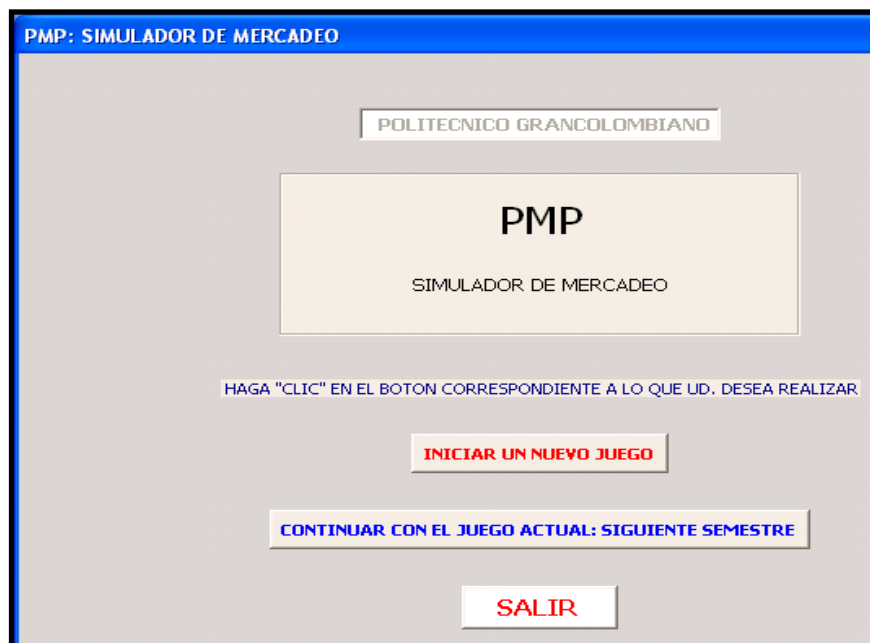 PMP: SIMULADOR DE MERCADEO
POLITECNICO GRANCOLOMBIANO
PMP
SIMULADOR DE MERCADEO
HAGA "CLIC" EN EL BOTON CORRESPONDIENTE A LO QUE UD. DESEA REALIZAR
INICIAR UN NUEVO JUEGO
CONTINUAR CON EL JUEGO ACTUAL: SIGUIENTE SEMESTRE
SALIR